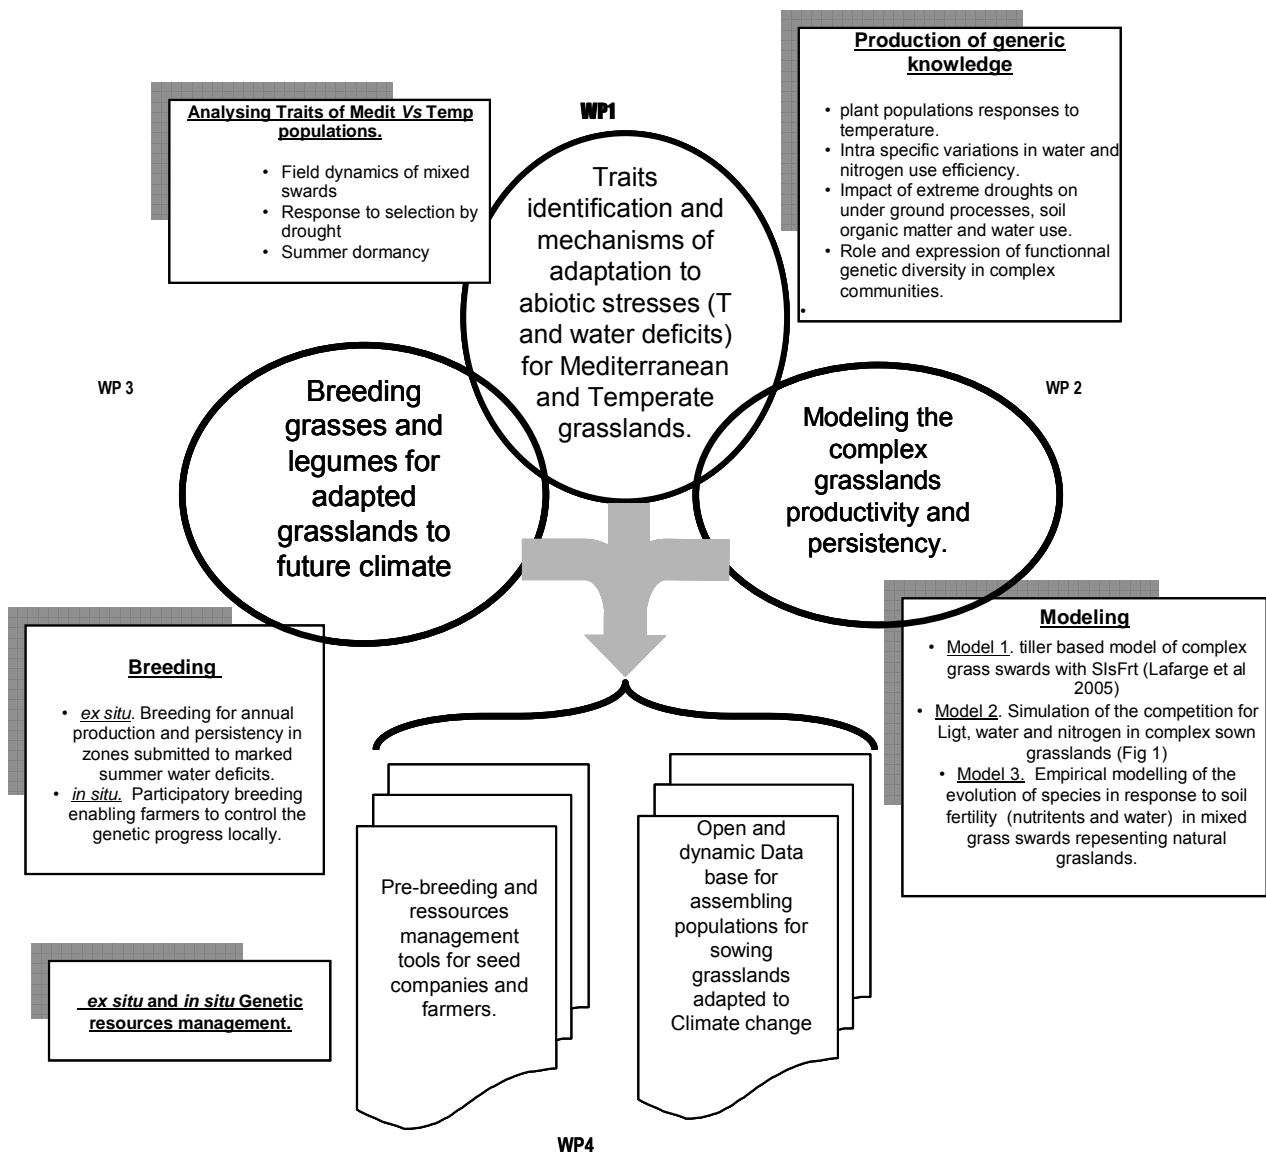 Production of generic
knowledge
• plant populations responses to
temperature.
• Intra specific variations in water and
nitrogen use efficiency.
• Impact of extreme droughts on
under ground processes, soil
organic matter and water use.
• Role and expression of functionnal
genetic diversity in complex
communities.
•
Analysing Traits of Medit Vs Temp
populations.
• Field dynamics of mixed
swards
• Response to selection by
drought
• Summer dormancy
WP1
Traits
identification and
mechanisms of
adaptation to
abiotic stresses (T
and water deficits)
for Mediterranean
and Temperate
grasslands.
WP 3
Breeding
grasses and
legumes for
adapted
grasslands to
future climate
WP 2
Modeling the
complex
grasslands
productivity and
persistency.
Breeding
• ex situ. Breeding for annual
production and persistency in
zones submitted to marked
summer water deficits.
• in situ. Participatory breeding
enabling farmers to control the
genetic progress locally.
Modeling
• Model 1. tiller based model of complex
grass swards with SIsFrt (Lafarge et al
2005)
• Model 2. Simulation of the competition for
Ligt, water and nitrogen in complex sown
grasslands (Fig 1)
• Model 3. Empirical modelling of the
evolution of species in response to soil
fertility (nutritents and water) in mixed
grass swards repesenting natural
graslands.
Pre-breeding and
ressources
management
tools for seed
companies and
farmers.
Open and
dynamic Data
base for
assembling
populations for
sowing
grasslands
adapted to
Climate change
ex situ and in situ Genetic
resources management.
WP4